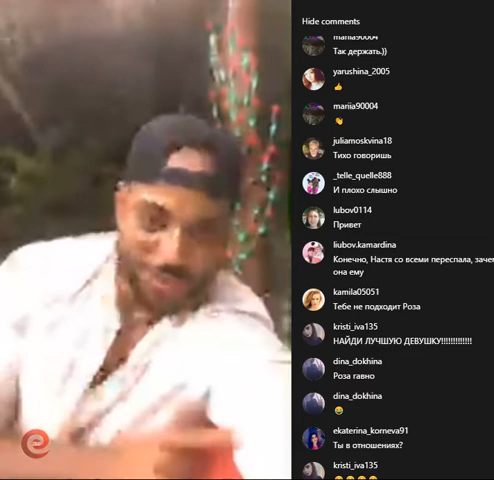 Hide comments
mariia90004
Так держать.))
yarushina_2005
mariia90004
juliamoskvina18
Тихо говоришь
_telle_quelle888
И плохо слышно
lubov0114
Привет
liubov.kamardina
Конечно, Настя со всеми переспала, заче
она ему
kamila05051
Тебе не подходит Роза
kristi_iva135
НАЙДИ ЛУЧШУЮ ДЕВУШКУ!!!!!!!!!!!!!
dina_dokhina
Роза гавно
dina_dokhina
ekaterina_korneva91
Ты в отношениях?
kristi_iva135